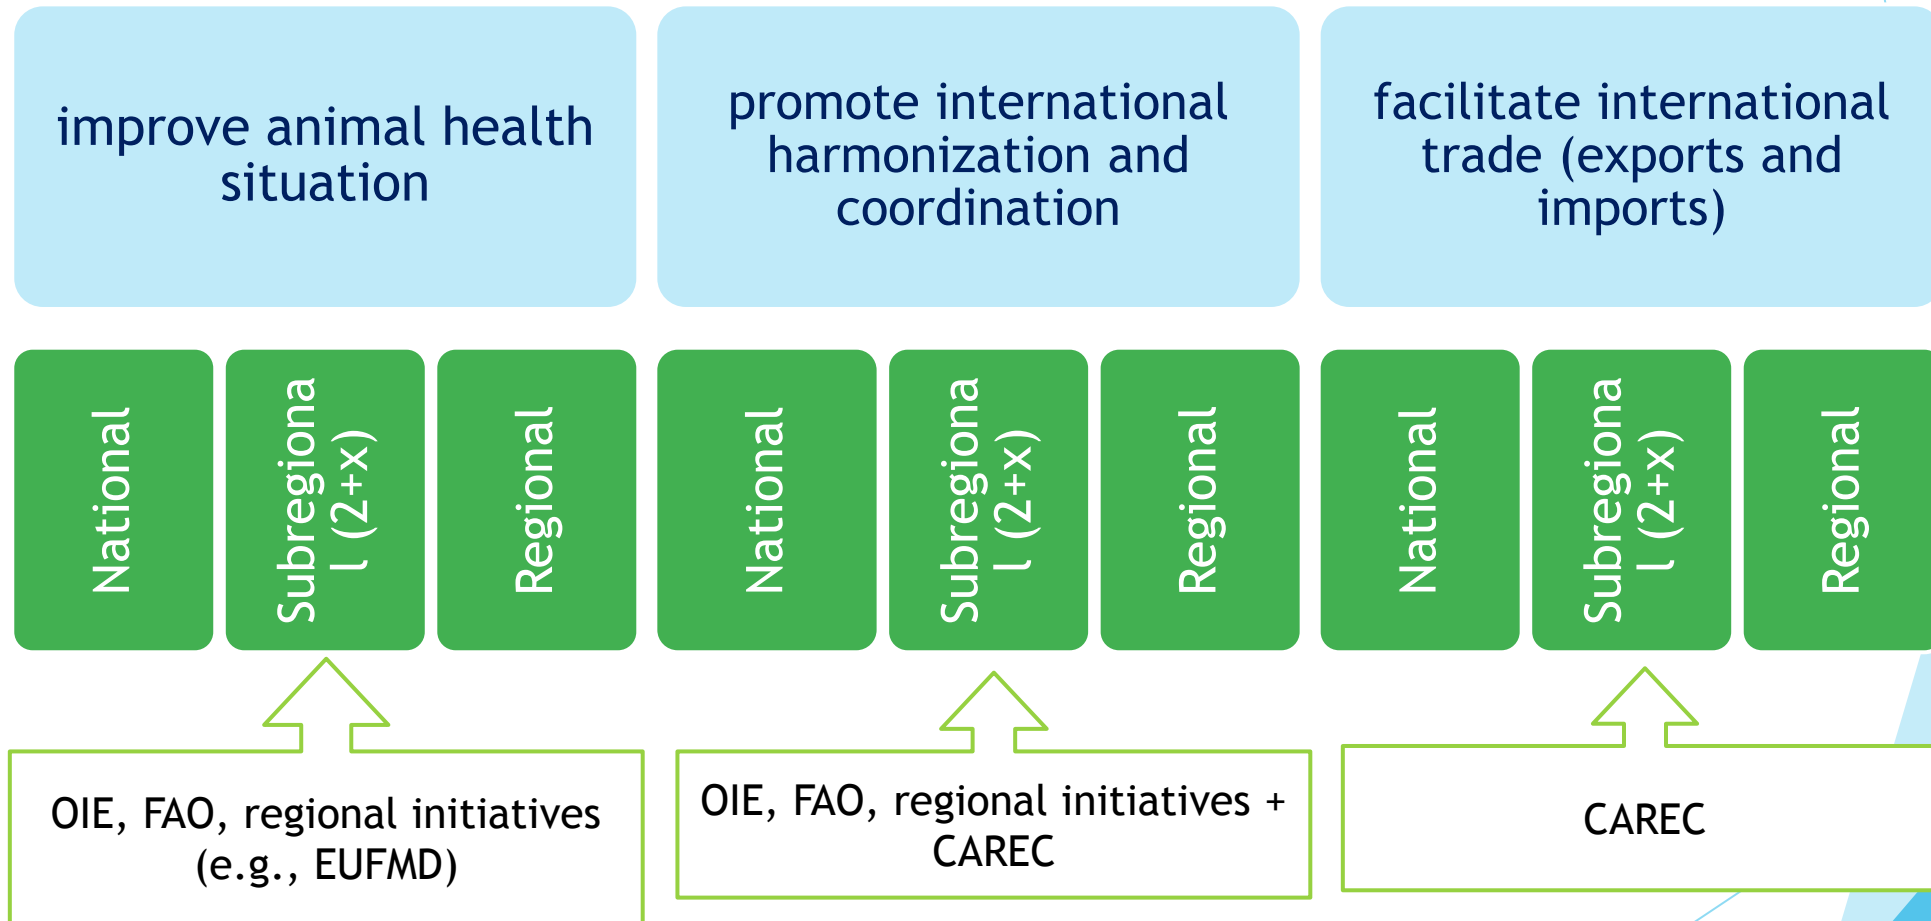 improve animal health
situation
promote international
harmonization and
coordination
facilitate international
trade (exports and
imports)
National
Subregiona
l (2+x)
Regional
National
Subregiona
l (2+x)
Regional
National
Subregiona
l (2+x)
Regional
OIE, FAO, regional initiatives
(e.g., EUFMD)
OIE, FAO, regional initiatives +
CAREC
CAREC